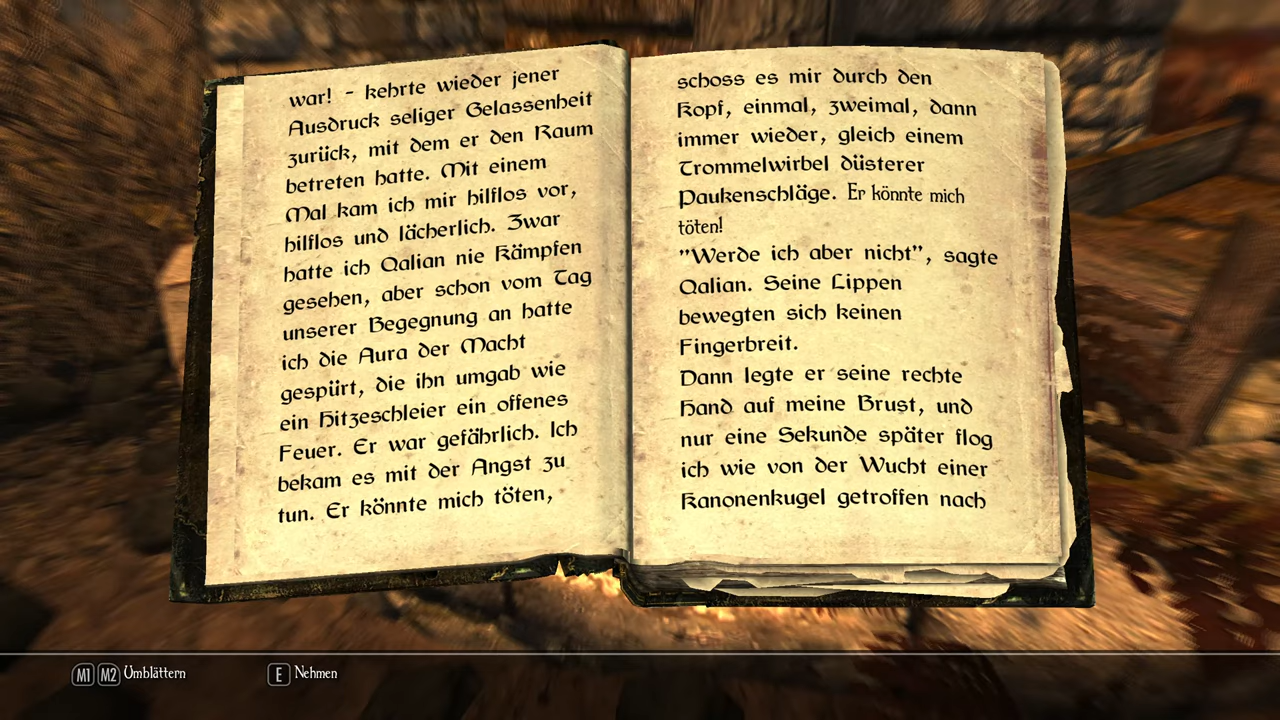 war! - kehrte wieder jener
Ausdruck seliger Gelassenheit
zurück, mit dem er den Raum
betreten hatte. Mit einem
Mal kam ich mir hilflos vor,
hilflos und lächerlich. Zwar
hatte ich Qalian nie Kämpfen
gesehen, aber schon vom Tag
unserer Begegnung an hatte
ich die Aura der Macht
gespürt, die ihn umgab wie
ein Hitzeschleier ein offenes
Feuer. Er war gefährlich. Ich
bekam es mit der Angst zu
tun. Er könnte mich töten,
schoss es mir durch den
Kopf, einmal, zweimal, dann
immer wieder, gleich einem
Trommelwirbel düsterer
Paukenschläge. Er könnte mich
töten!
"Werde ich aber nicht", sagte
Qalian. Seine Lippen
bewegten sich keinen
Fingerbreit.
Dann legte er seine rechte
Hand auf meine Brust, und
nur eine Sekunde später flog
ich wie von der Wucht einer
Kanonenkugel getroffen nach
M1 M2 Umblättern
E Nehmen